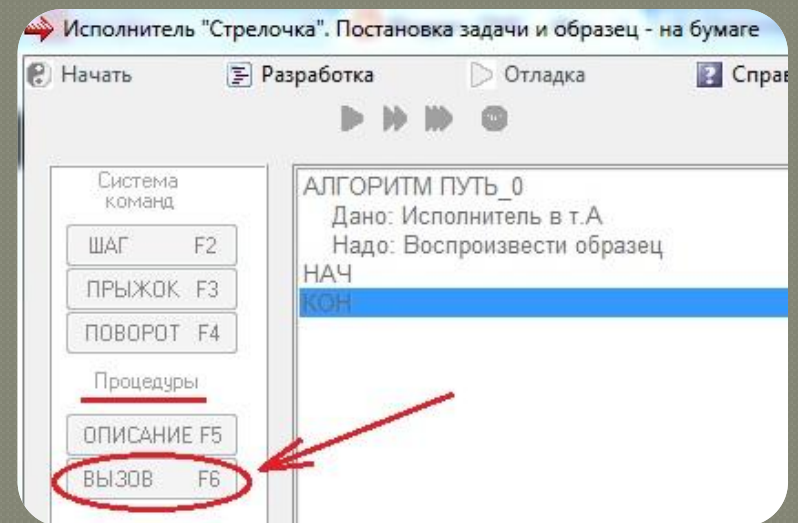 Исполнитель "Стрелочка". Постановка задачи и образец - на бумаге
Начать Разработка Отладка Справ
Система
команд
ШАГ F2
ПРЫЖОК F3
ПОВОРОТ F4
Процедуры
ОПИСАНИЕ F5
ВЫЗОВ F6
АЛГОРИТМ ПУТЬ_0
Дано: Исполнитель в т.А
Надо: Воспроизвести образец
НАЧ
КОН